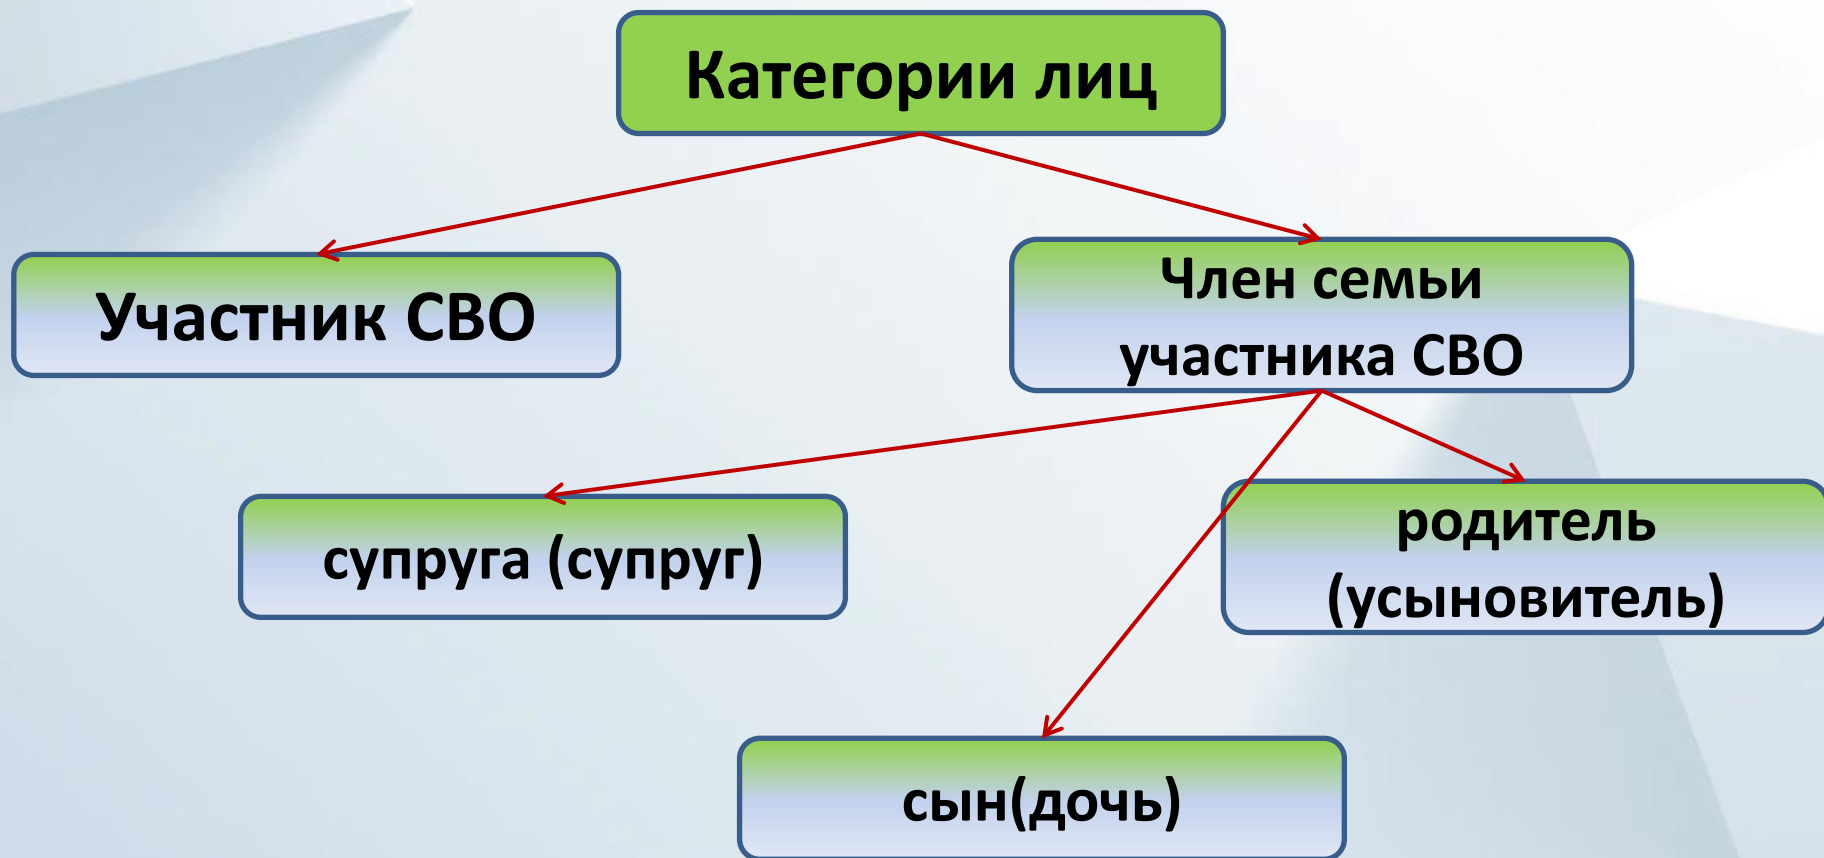 Категории лиц
Участник СВО
Член семьи
участника СВО
супруга (супруг)
родитель
(усыновитель)
сын(дочь)